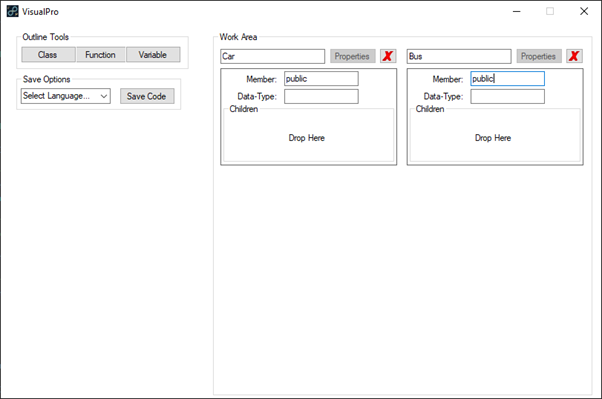 VisualPro
Outline Tools
Class Function Variable
Save Options
Select Language... Save Code
Work Area
Car Properties X Bus Properties X
Member: public Member: public
Data-Type: Data-Type:
Children Children
Drop Here Drop Here